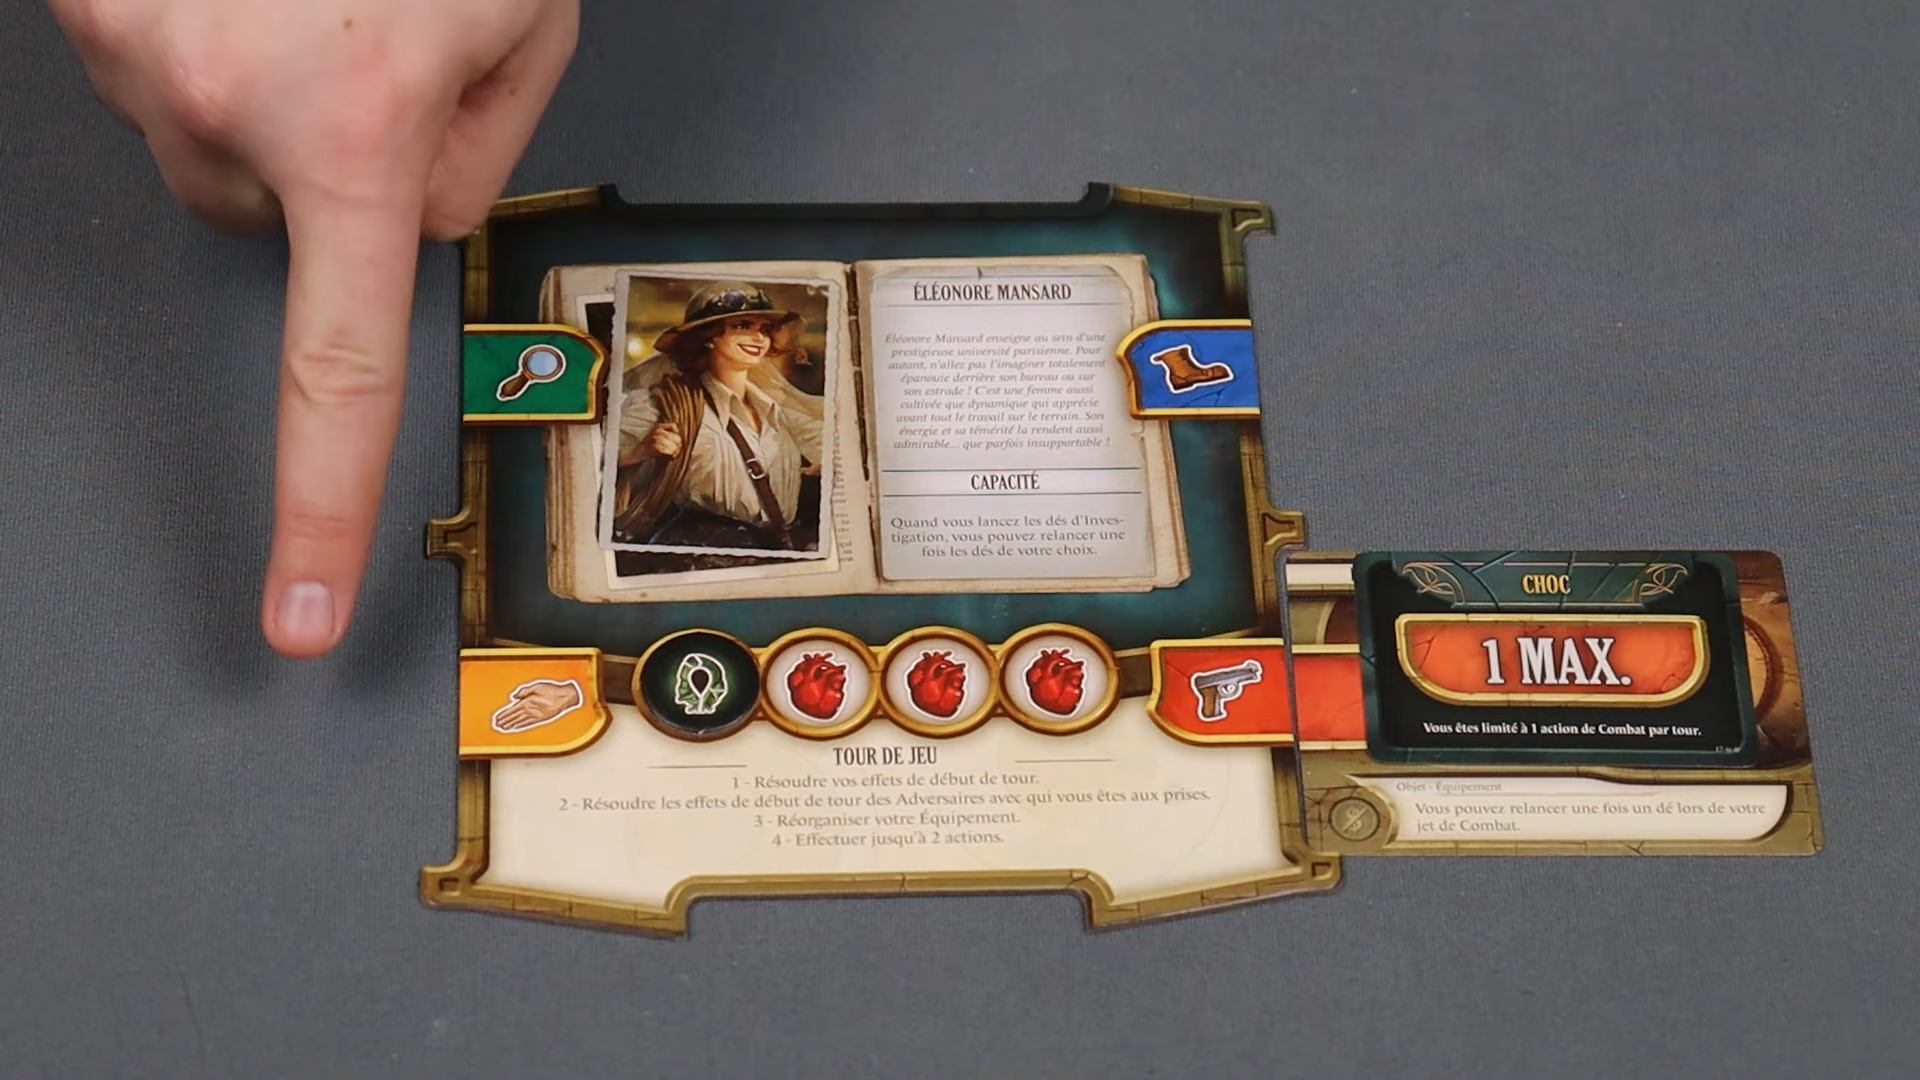 ÉLÉONORE MANSARD
Éléonore Mansard enseigne au sein d'une
prestigieuse université parisienne. Pour
autant, n'allez pas l'imaginer totalement
épanouie derrière son bureau ou sur
son estrade ! C'est une femme aussi
cultivée que dynamique qui apprécie
avant tout le travail sur le terrain. Son
énergie et sa témérité la rendent aussi
admirable... que parfois insupportable !
CAPACITÉ
Quand vous lancez les dés d'Inves-
tigation, vous pouvez relancer une
fois les dés de votre choix.
TOUR DE JEU
1 - Résoudre vos effets de début de tour.
2 - Résoudre les effets de début de tour des Adversaires avec qui vous êtes aux prises.
3 - Réorganiser votre Équipement.
4 - Effectuer jusqu'à 2 actions.
CHOC
1 MAX.
Vous êtes limité à 1 action de Combat par tour.
Objet - Équipement
Vous pouvez relancer une fois un dé lors de votre
jet de Combat.